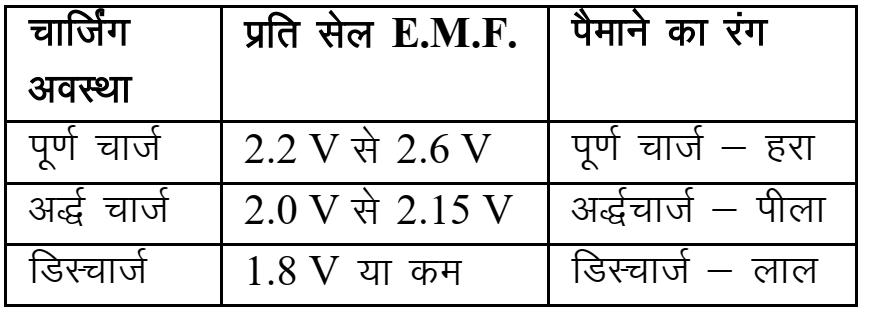 चार्जिंग अवस्था
प्रति सेल E.M.F.
पैमाने का रंग
पूर्ण चार्ज
2.2 V से 2.6 V
पूर्ण चार्ज – हरा
अर्द्ध चार्ज
2.0 V से 2.15 V
अर्द्धचार्ज – पीला
डिस्चार्ज
1.8 V या कम
डिस्चार्ज – लाल